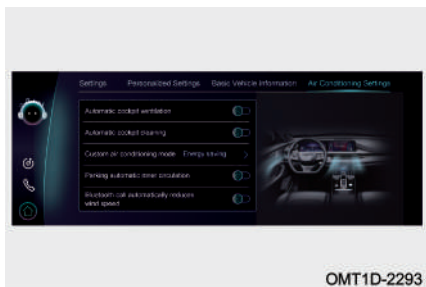 Settings Personalized Settings Basic Vehicle Information Air Conditioning Settings
Automatic cockpit ventilation
Automatic cockpit cleaning
Custom air conditioning mode Energy saving
Parking automatic inner circulation
Bluetooth call automatically reduces
wind speed
OMT1D-2293